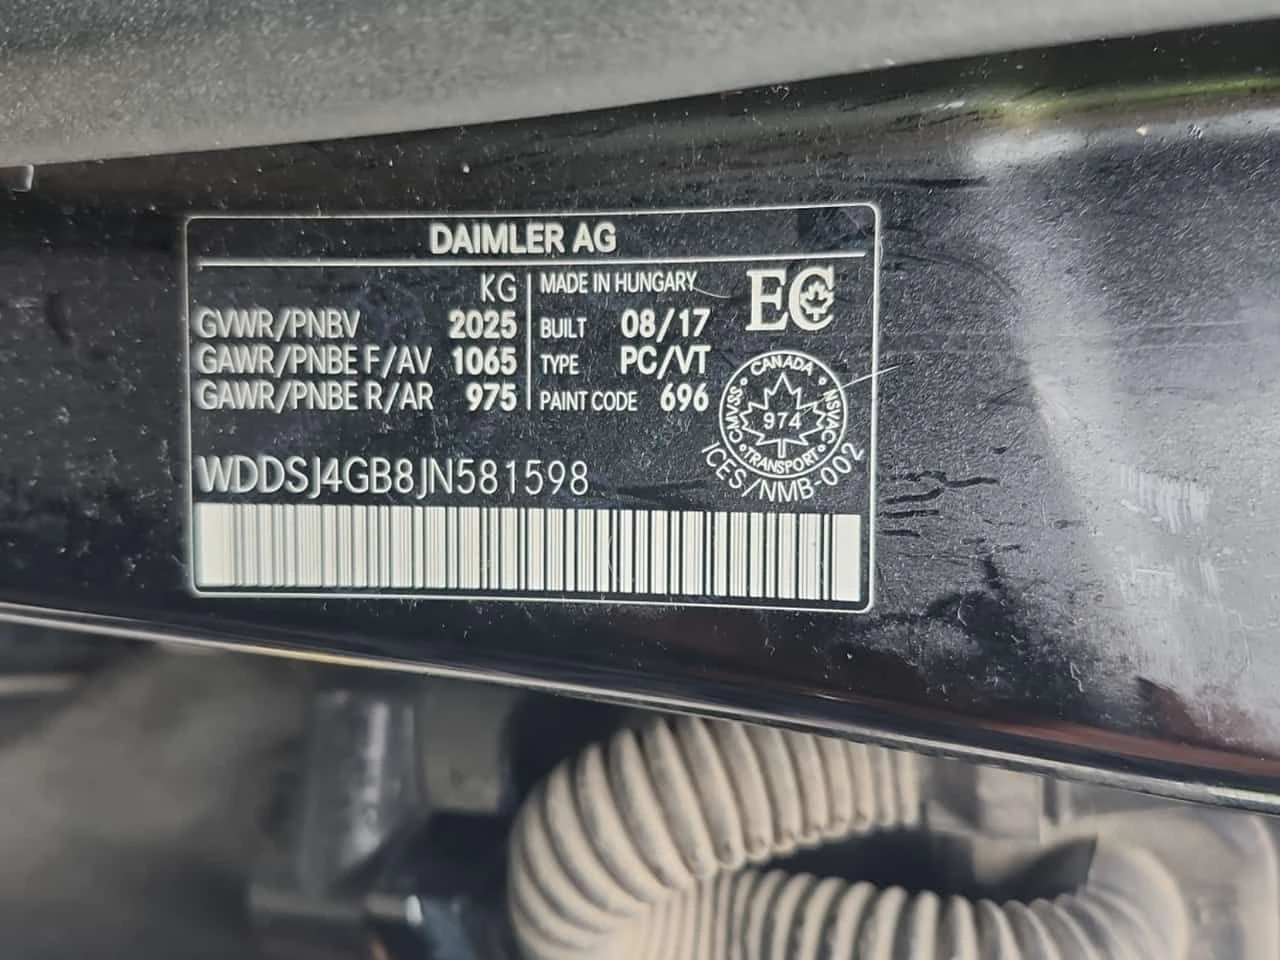 DAIMLER AG
KG
GVWR/PNBV 2025
GAWR/PNBE F/AV 1065
GAWR/PNBE R/AR 975
MADE IN HUNGARY
BUILT 08/17
TYPE PC/VT
PAINT CODE 696
EC
CANADA
CMVSS NSVAC
974
TRANSPORT
ICES/NMB-002
WDDSJ4GB8JN581598